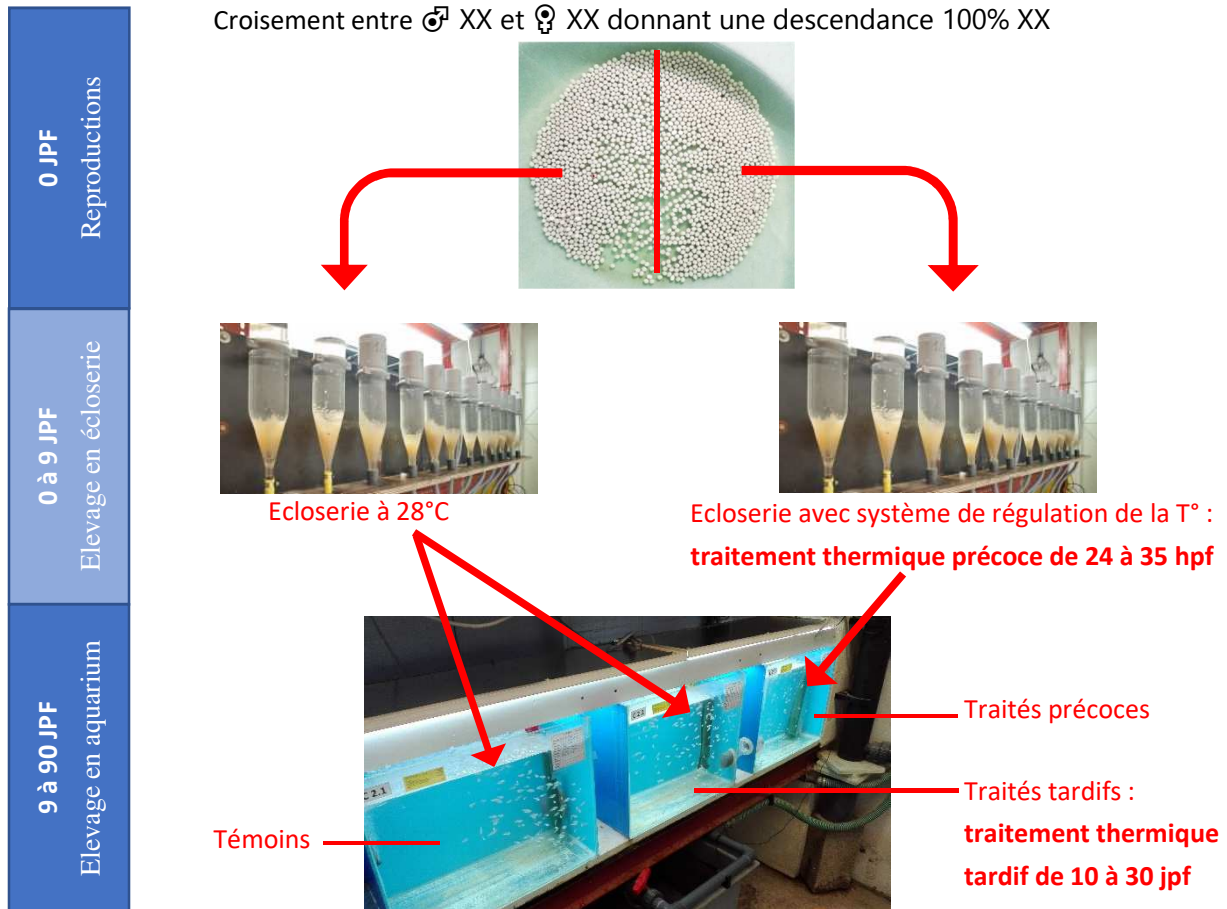 Croisement entre ♂ XX et ♀ XX donnant une descendance 100% XX
0 JPF
Reproductions
0 à 9 JPF
Elevage en écloserie
Ecloserie à 28°C
Ecloserie avec système de régulation de la T° :
traitement thermique précoce de 24 à 35 hpf
9 à 90 JPF
Elevage en aquarium
C 2.1
Témoins
Traités précoces
Traités tardifs :
traitement thermique
tardif de 10 à 30 jpf